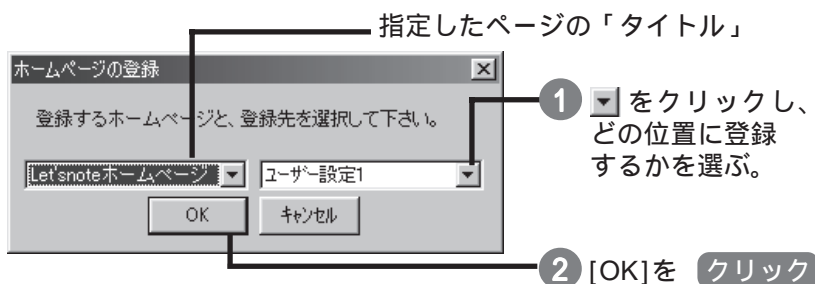 指定したページの「タイトル」
ホームページの登録
登録するホームページと、登録先を選択して下さい。
Let'snoteホームページ
ユーザー設定1
OK
キャンセル
1 をクリックし、
どの位置に登録
するかを選ぶ。
2 [OK]を クリック